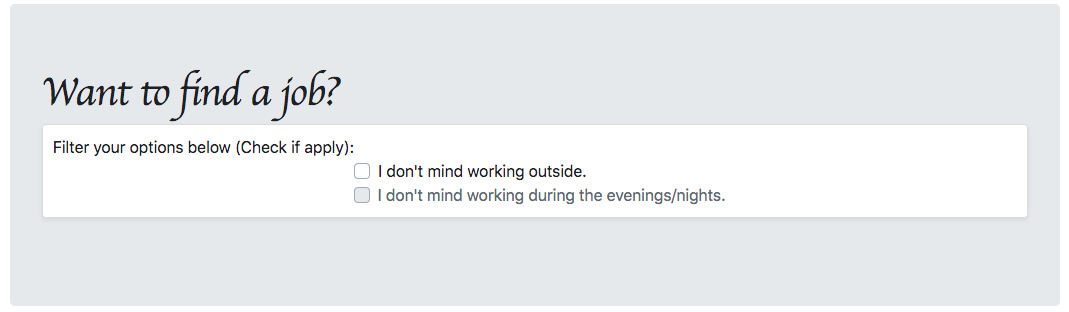 Want to find a job?
Filter your options below (Check if apply):
I don't mind working outside.
I don't mind working during the evenings/nights.